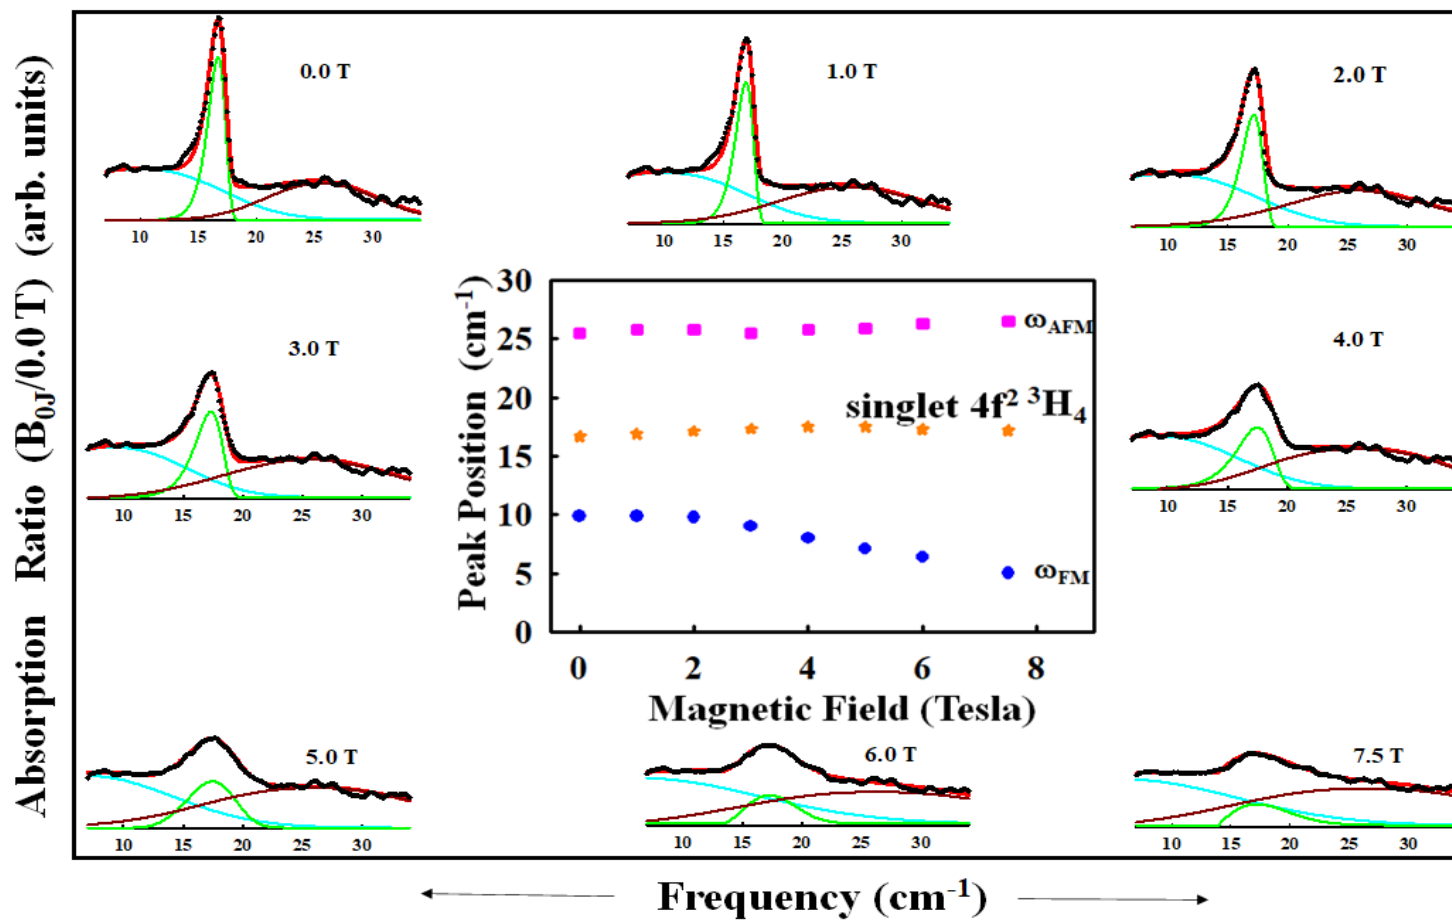 Absorption Ratio (B₀J/0.0 T) (arb. units)
0.0 T
10 15 20 25 30
1.0 T
10 15 20 25 30
2.0 T
10 15 20 25 30
3.0 T
10 15 20 25 30
Peak Position (cm⁻¹)
30
25
20
15
10
5
0
ωAFM
singlet 4f² ³H₄
ωFM
0 2 4 6 8
Magnetic Field (Tesla)
4.0 T
10 15 20 25 30
5.0 T
10 15 20 25 30
6.0 T
10 15 20 25 30
7.5 T
10 15 20 25 30
Frequency (cm⁻¹)